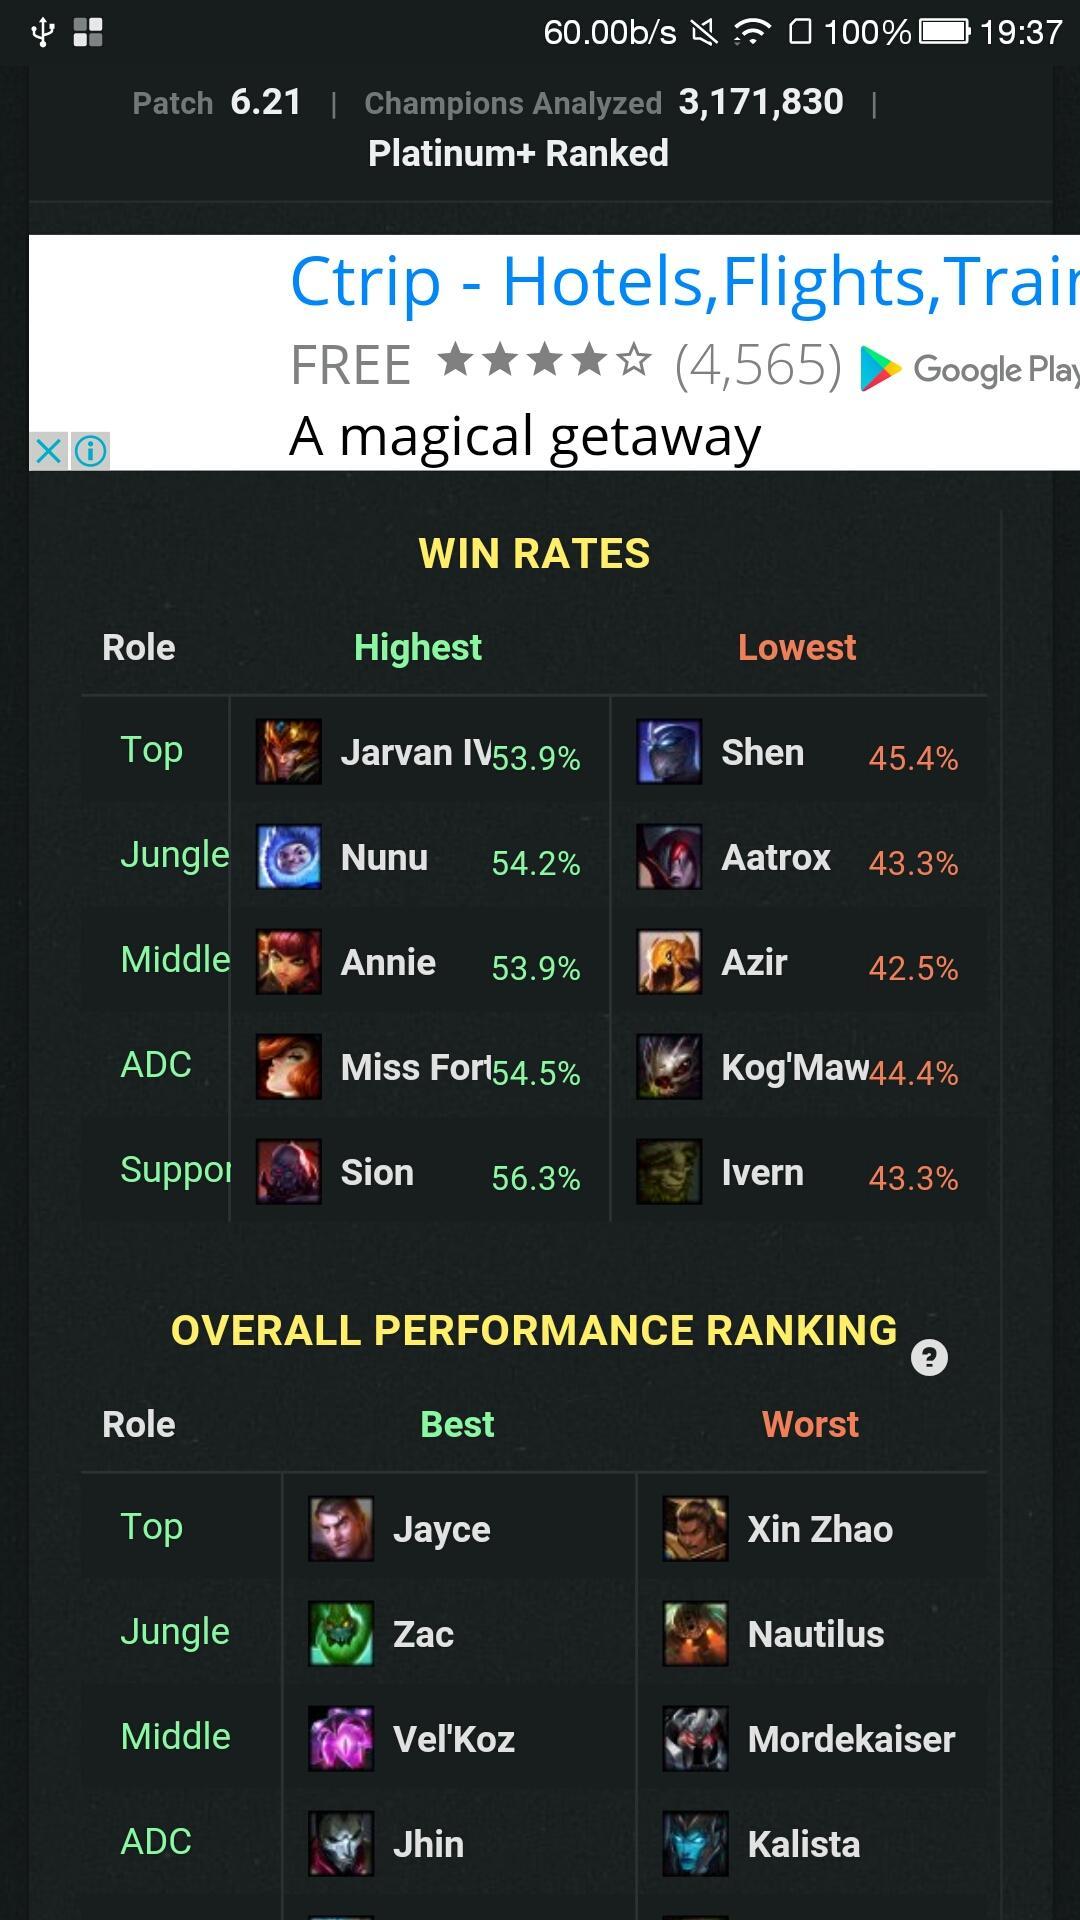 60.00b/s 100% 19:37
Patch 6.21 | Champions Analyzed 3,171,830 |
Platinum+ Ranked
Ctrip - Hotels,Flights,Train
FREE (4,565) Google Play
A magical getaway
WIN RATES
Role Highest Lowest
Top Jarvan IV 53.9% Shen 45.4%
Jungle Nunu 54.2% Aatrox 43.3%
Middle Annie 53.9% Azir 42.5%
ADC Miss Fort 54.5% Kog'Maw 44.4%
Suppor Sion 56.3% Ivern 43.3%
OVERALL PERFORMANCE RANKING ?
Role Best Worst
Top Jayce Xin Zhao
Jungle Zac Nautilus
Middle Vel'Koz Mordekaiser
ADC Jhin Kalista